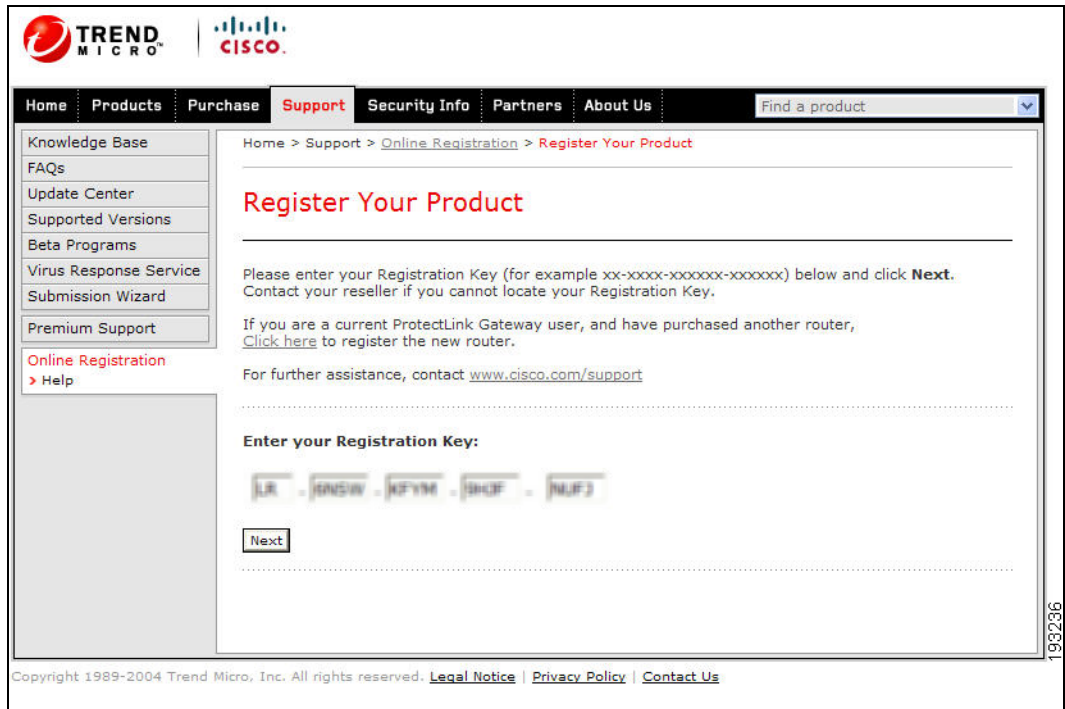 TREND
MICRO™
CISCO.
Home Products Purchase Support Security Info Partners About Us Find a product
Knowledge Base
FAQs
Update Center
Supported Versions
Beta Programs
Virus Response Service
Submission Wizard
Premium Support
Online Registration
> Help
Home > Support > Online Registration > Register Your Product
Register Your Product
Please enter your Registration Key (for example xx-xxxx-xxxxxx-xxxxxx) below and click Next.
Contact your reseller if you cannot locate your Registration Key.
If you are a current ProtectLink Gateway user, and have purchased another router,
Click here to register the new router.
For further assistance, contact www.cisco.com/support
Enter your Registration Key:
Next
193236
Copyright 1989-2004 Trend Micro, Inc. All rights reserved. Legal Notice | Privacy Policy | Contact Us